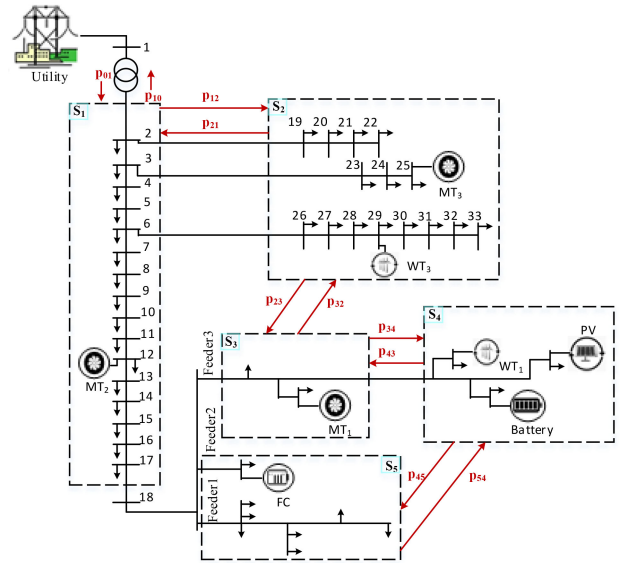 1
Utility
p01
p10
S1
p12
S2
p21
19 20 21 22
2
23 24 25
3
MT3
4
5
26 27 28 29 30 31 32 33
6
7
WT3
8
9
p23
p32
10
S3
p34
S4
11
p43
PV
12
Feeder3
WT1
MT2
13
14
MT1
Battery
15
Feeder2
16
17
S5
p45
p54
18
Feeder1
FC